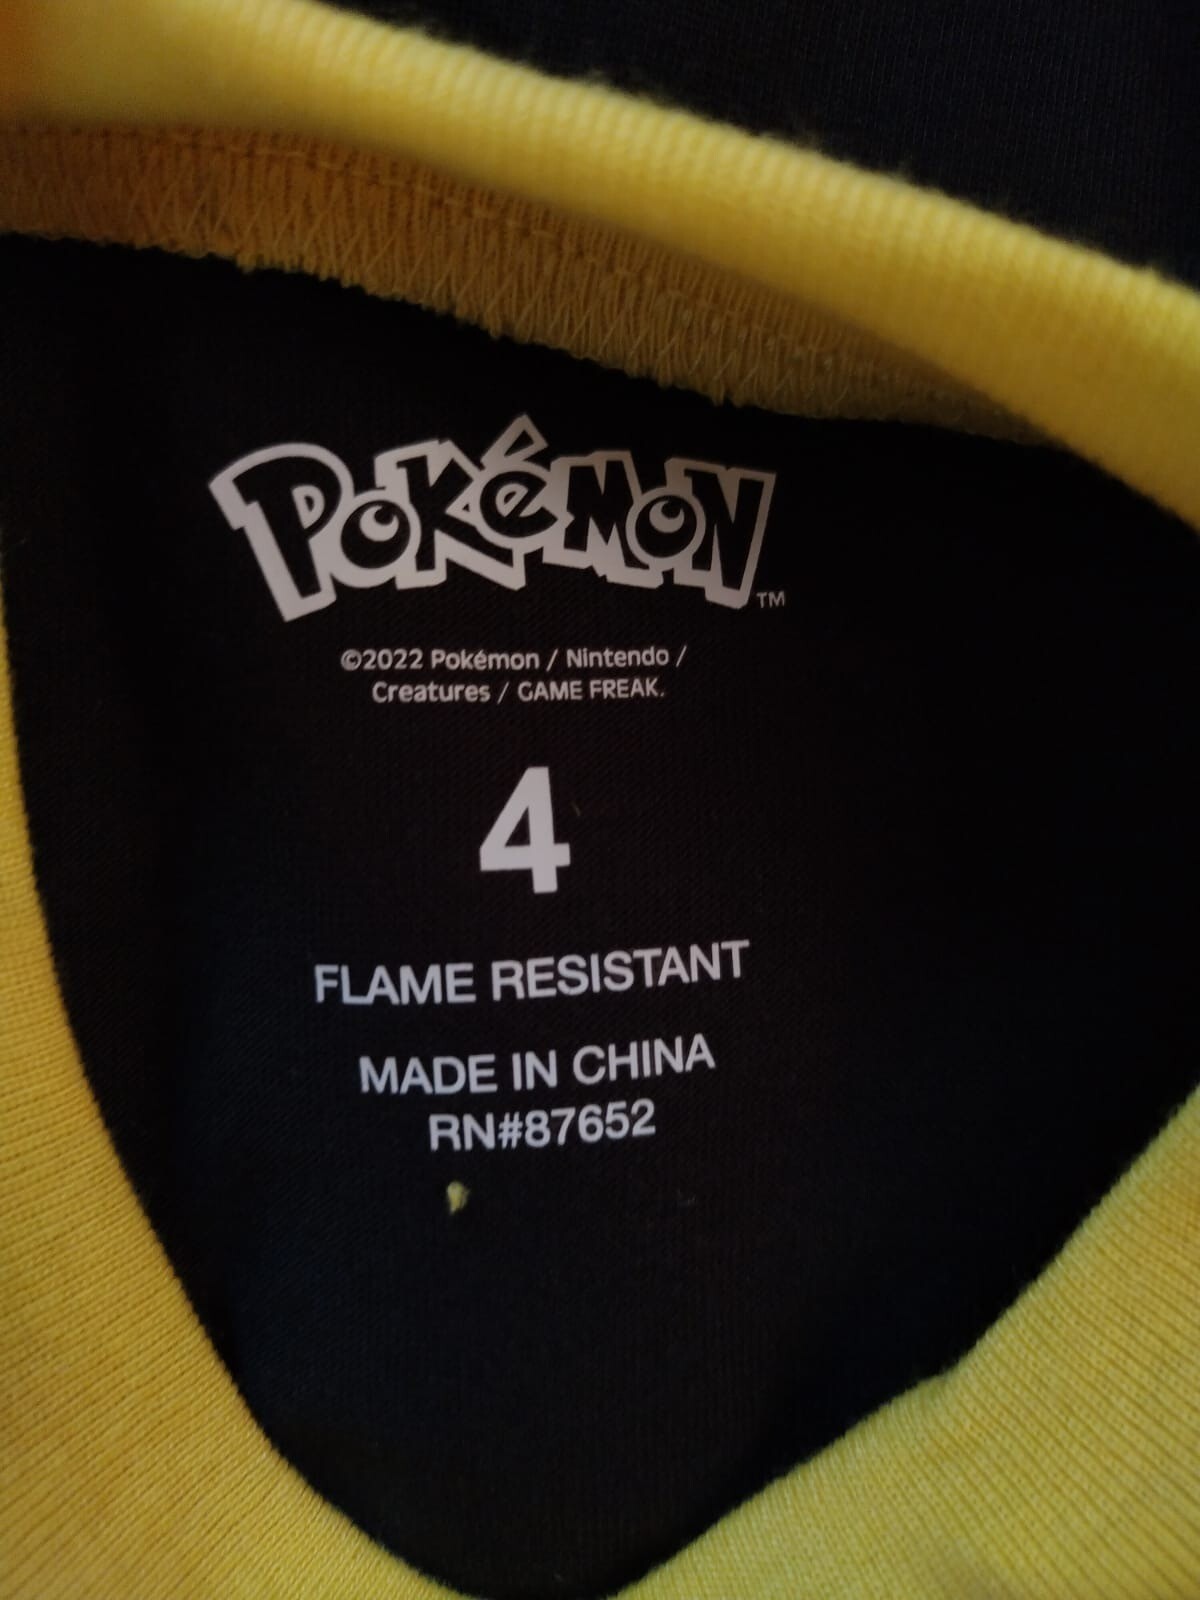 POKéMON
TM
©2022 Pokémon / Nintendo /
Creatures / GAME FREAK.
4
FLAME RESISTANT
MADE IN CHINA
RN#87652